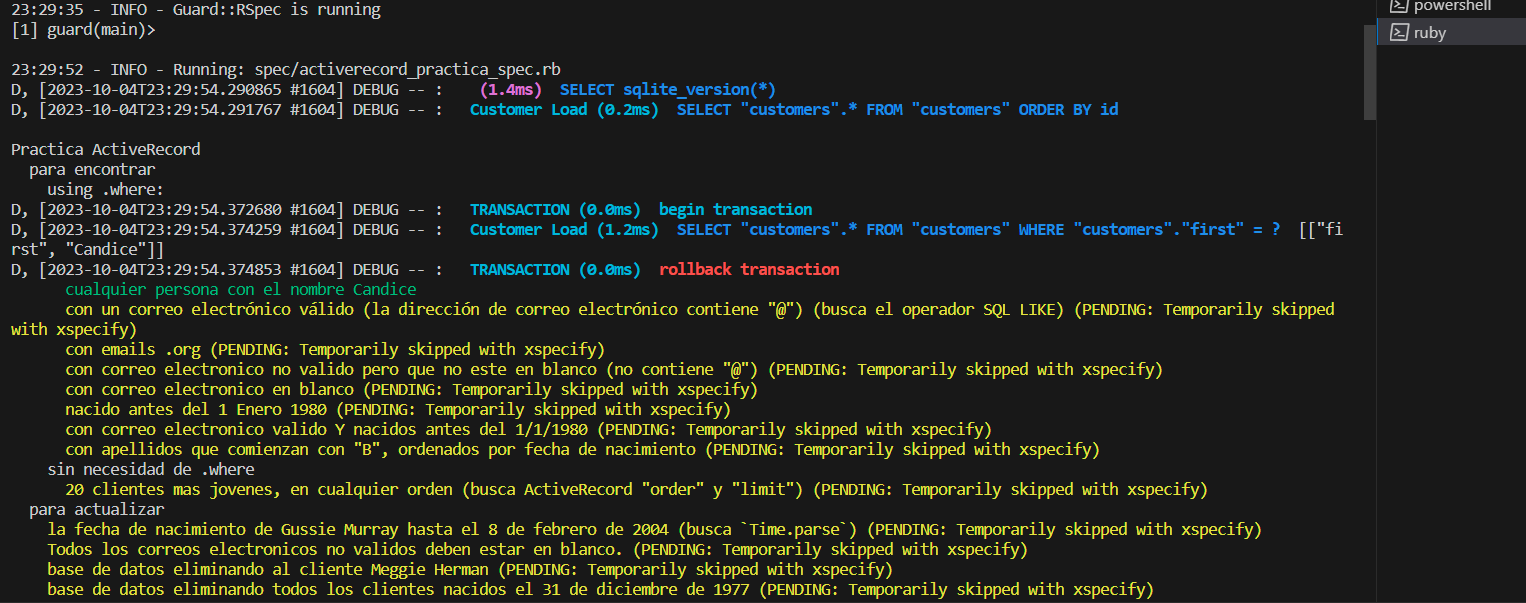 23:29:35 - INFO - Guard::RSpec is running
[1] guard(main)>
23:29:52 - INFO - Running: spec/activerecord_practica_spec.rb
D, [2023-10-04T23:29:54.290865 #1604] DEBUG -- :    (1.4ms)  SELECT sqlite_version(*)
D, [2023-10-04T23:29:54.291767 #1604] DEBUG -- :   Customer Load (0.2ms)  SELECT "customers".* FROM "customers" ORDER BY id
Practica ActiveRecord
  para encontrar
    using .where:
D, [2023-10-04T23:29:54.372680 #1604] DEBUG -- :   TRANSACTION (0.0ms)  begin transaction
D, [2023-10-04T23:29:54.374259 #1604] DEBUG -- :   Customer Load (1.2ms)  SELECT "customers".* FROM "customers" WHERE "customers"."first" = ?  [["fi
rst", "Candice"]]
D, [2023-10-04T23:29:54.374853 #1604] DEBUG -- :   TRANSACTION (0.0ms)  rollback transaction
      cualquier persona con el nombre Candice
      con un correo electrónico válido (la dirección de correo electrónico contiene "@") (busca el operador SQL LIKE) (PENDING: Temporarily skipped
with xspecify)
      con emails .org (PENDING: Temporarily skipped with xspecify)
      con correo electronico no valido pero que no este en blanco (no contiene "@") (PENDING: Temporarily skipped with xspecify)
      con correo electronico en blanco (PENDING: Temporarily skipped with xspecify)
      nacido antes del 1 Enero 1980 (PENDING: Temporarily skipped with xspecify)
      con correo electronico valido Y nacidos antes del 1/1/1980 (PENDING: Temporarily skipped with xspecify)
      con apellidos que comienzan con "B", ordenados por fecha de nacimiento (PENDING: Temporarily skipped with xspecify)
    sin necesidad de .where
      20 clientes mas jovenes, en cualquier orden (busca ActiveRecord "order" y "limit") (PENDING: Temporarily skipped with xspecify)
  para actualizar
    la fecha de nacimiento de Gussie Murray hasta el 8 de febrero de 2004 (busca `Time.parse`) (PENDING: Temporarily skipped with xspecify)
    Todos los correos electronicos no validos deben estar en blanco. (PENDING: Temporarily skipped with xspecify)
    base de datos eliminando al cliente Meggie Herman (PENDING: Temporarily skipped with xspecify)
    base de datos eliminando todos los clientes nacidos el 31 de diciembre de 1977 (PENDING: Temporarily skipped with xspecify)
powershell
ruby